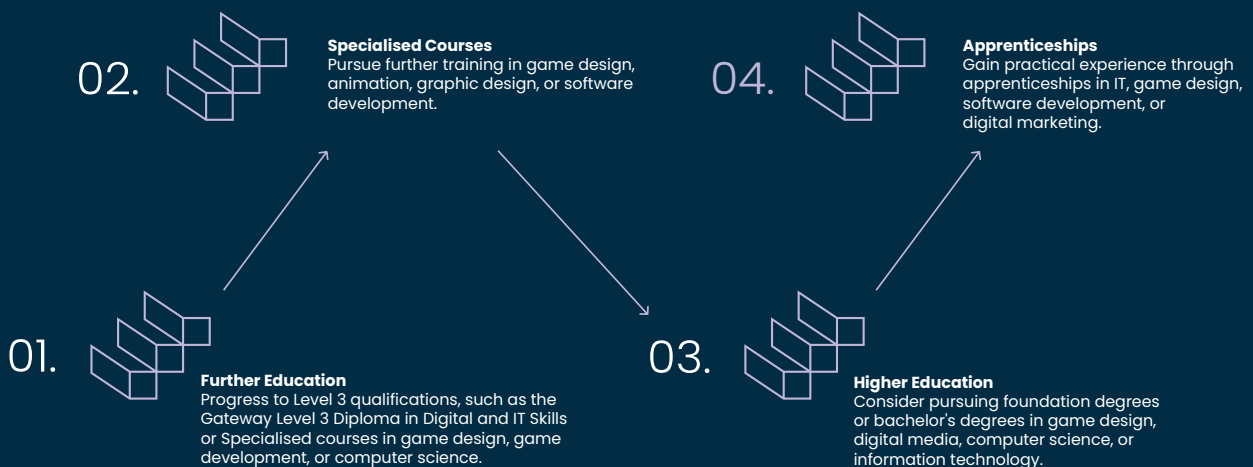 01.
Further Education
Progress to Level 3 qualifications, such as the
Gateway Level 3 Diploma in Digital and IT Skills
or Specialised courses in game design, game
development, or computer science.
02.
Specialised Courses
Pursue further training in game design,
animation, graphic design, or software
development.
03.
Higher Education
Consider pursuing foundation degrees
or bachelor's degrees in game design,
digital media, computer science, or
information technology.
04.
Apprenticeships
Gain practical experience through
apprenticeships in IT, game design,
software development, or
digital marketing.